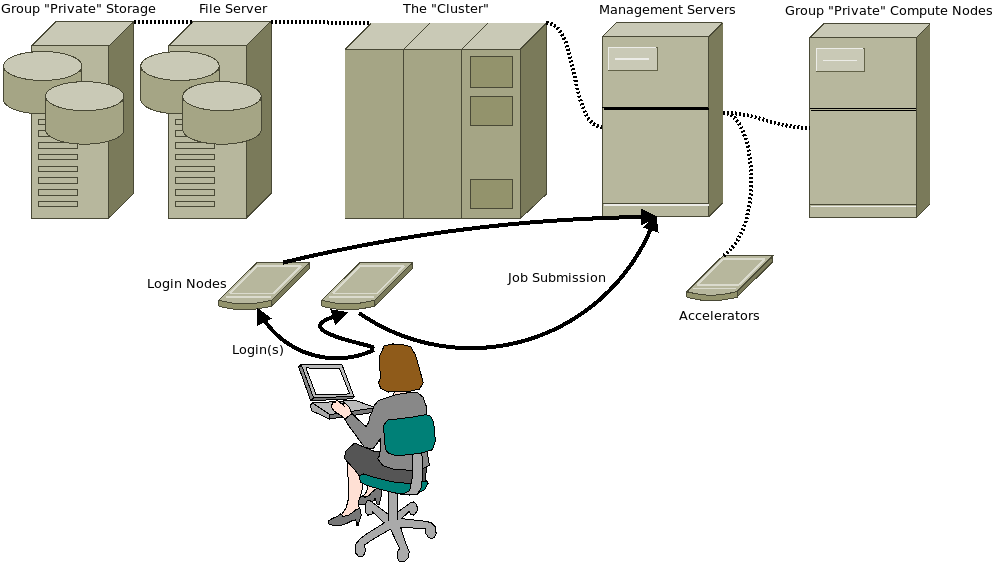 Group "Private" Storage
File Server
The "Cluster"
Management Servers
Group "Private" Compute Nodes
Login Nodes
Job Submission
Accelerators
Login(s)